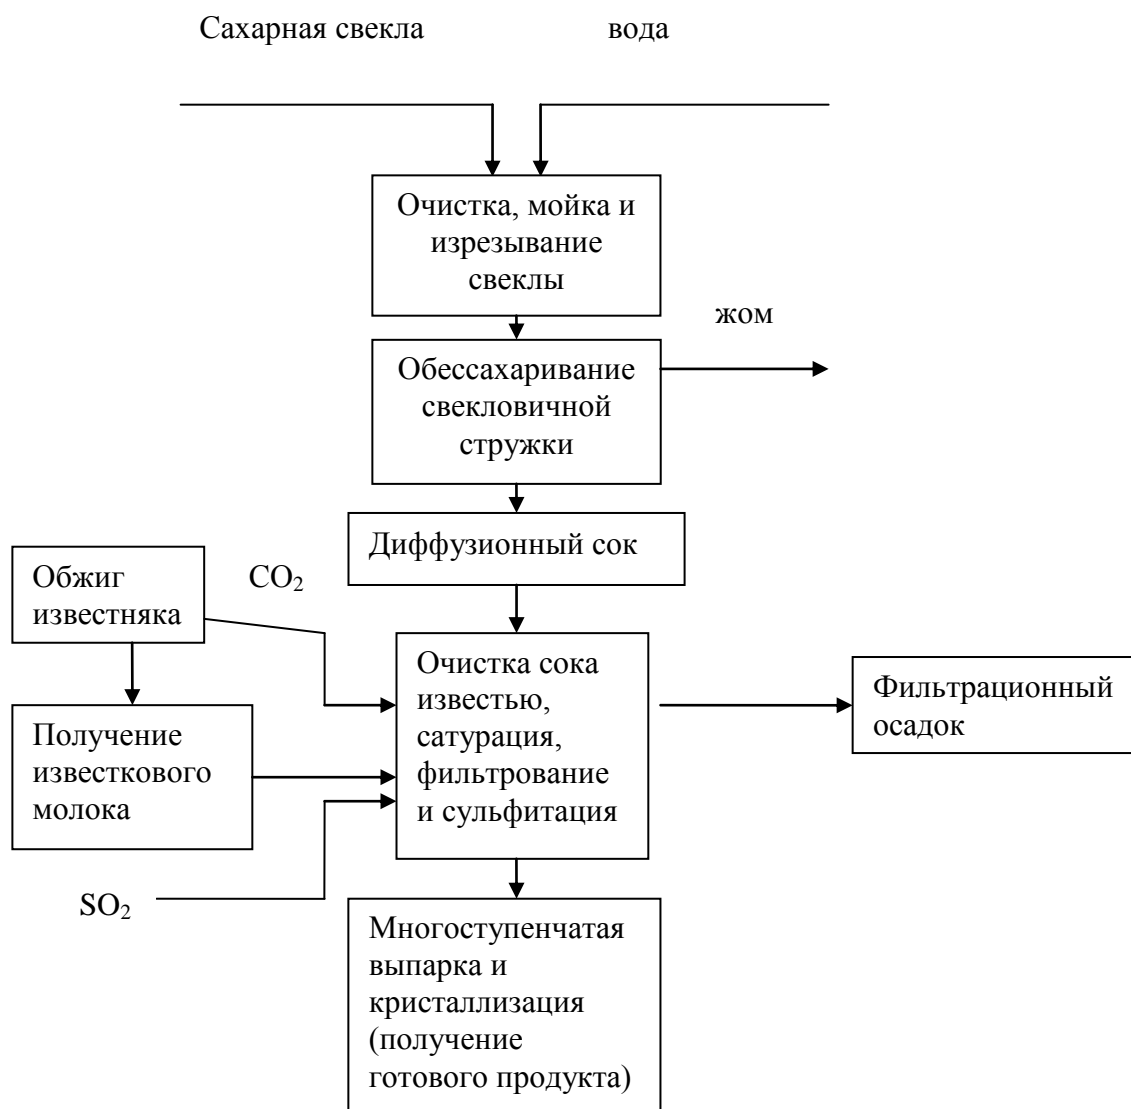 Сахарная свекла
вода
Очистка, мойка и
изрезывание
свеклы
жом
Обессахаривание
свекловичной
стружки
Диффузионный сок
Обжиг
известняка
CO₂
Очистка сока
известью,
сатурация,
фильтрование
и сульфитация
Фильтрационный
осадок
Получение
известкового
молока
SO₂
Многоступенчатая
выпарка и
кристаллизация
(получение
готового продукта)